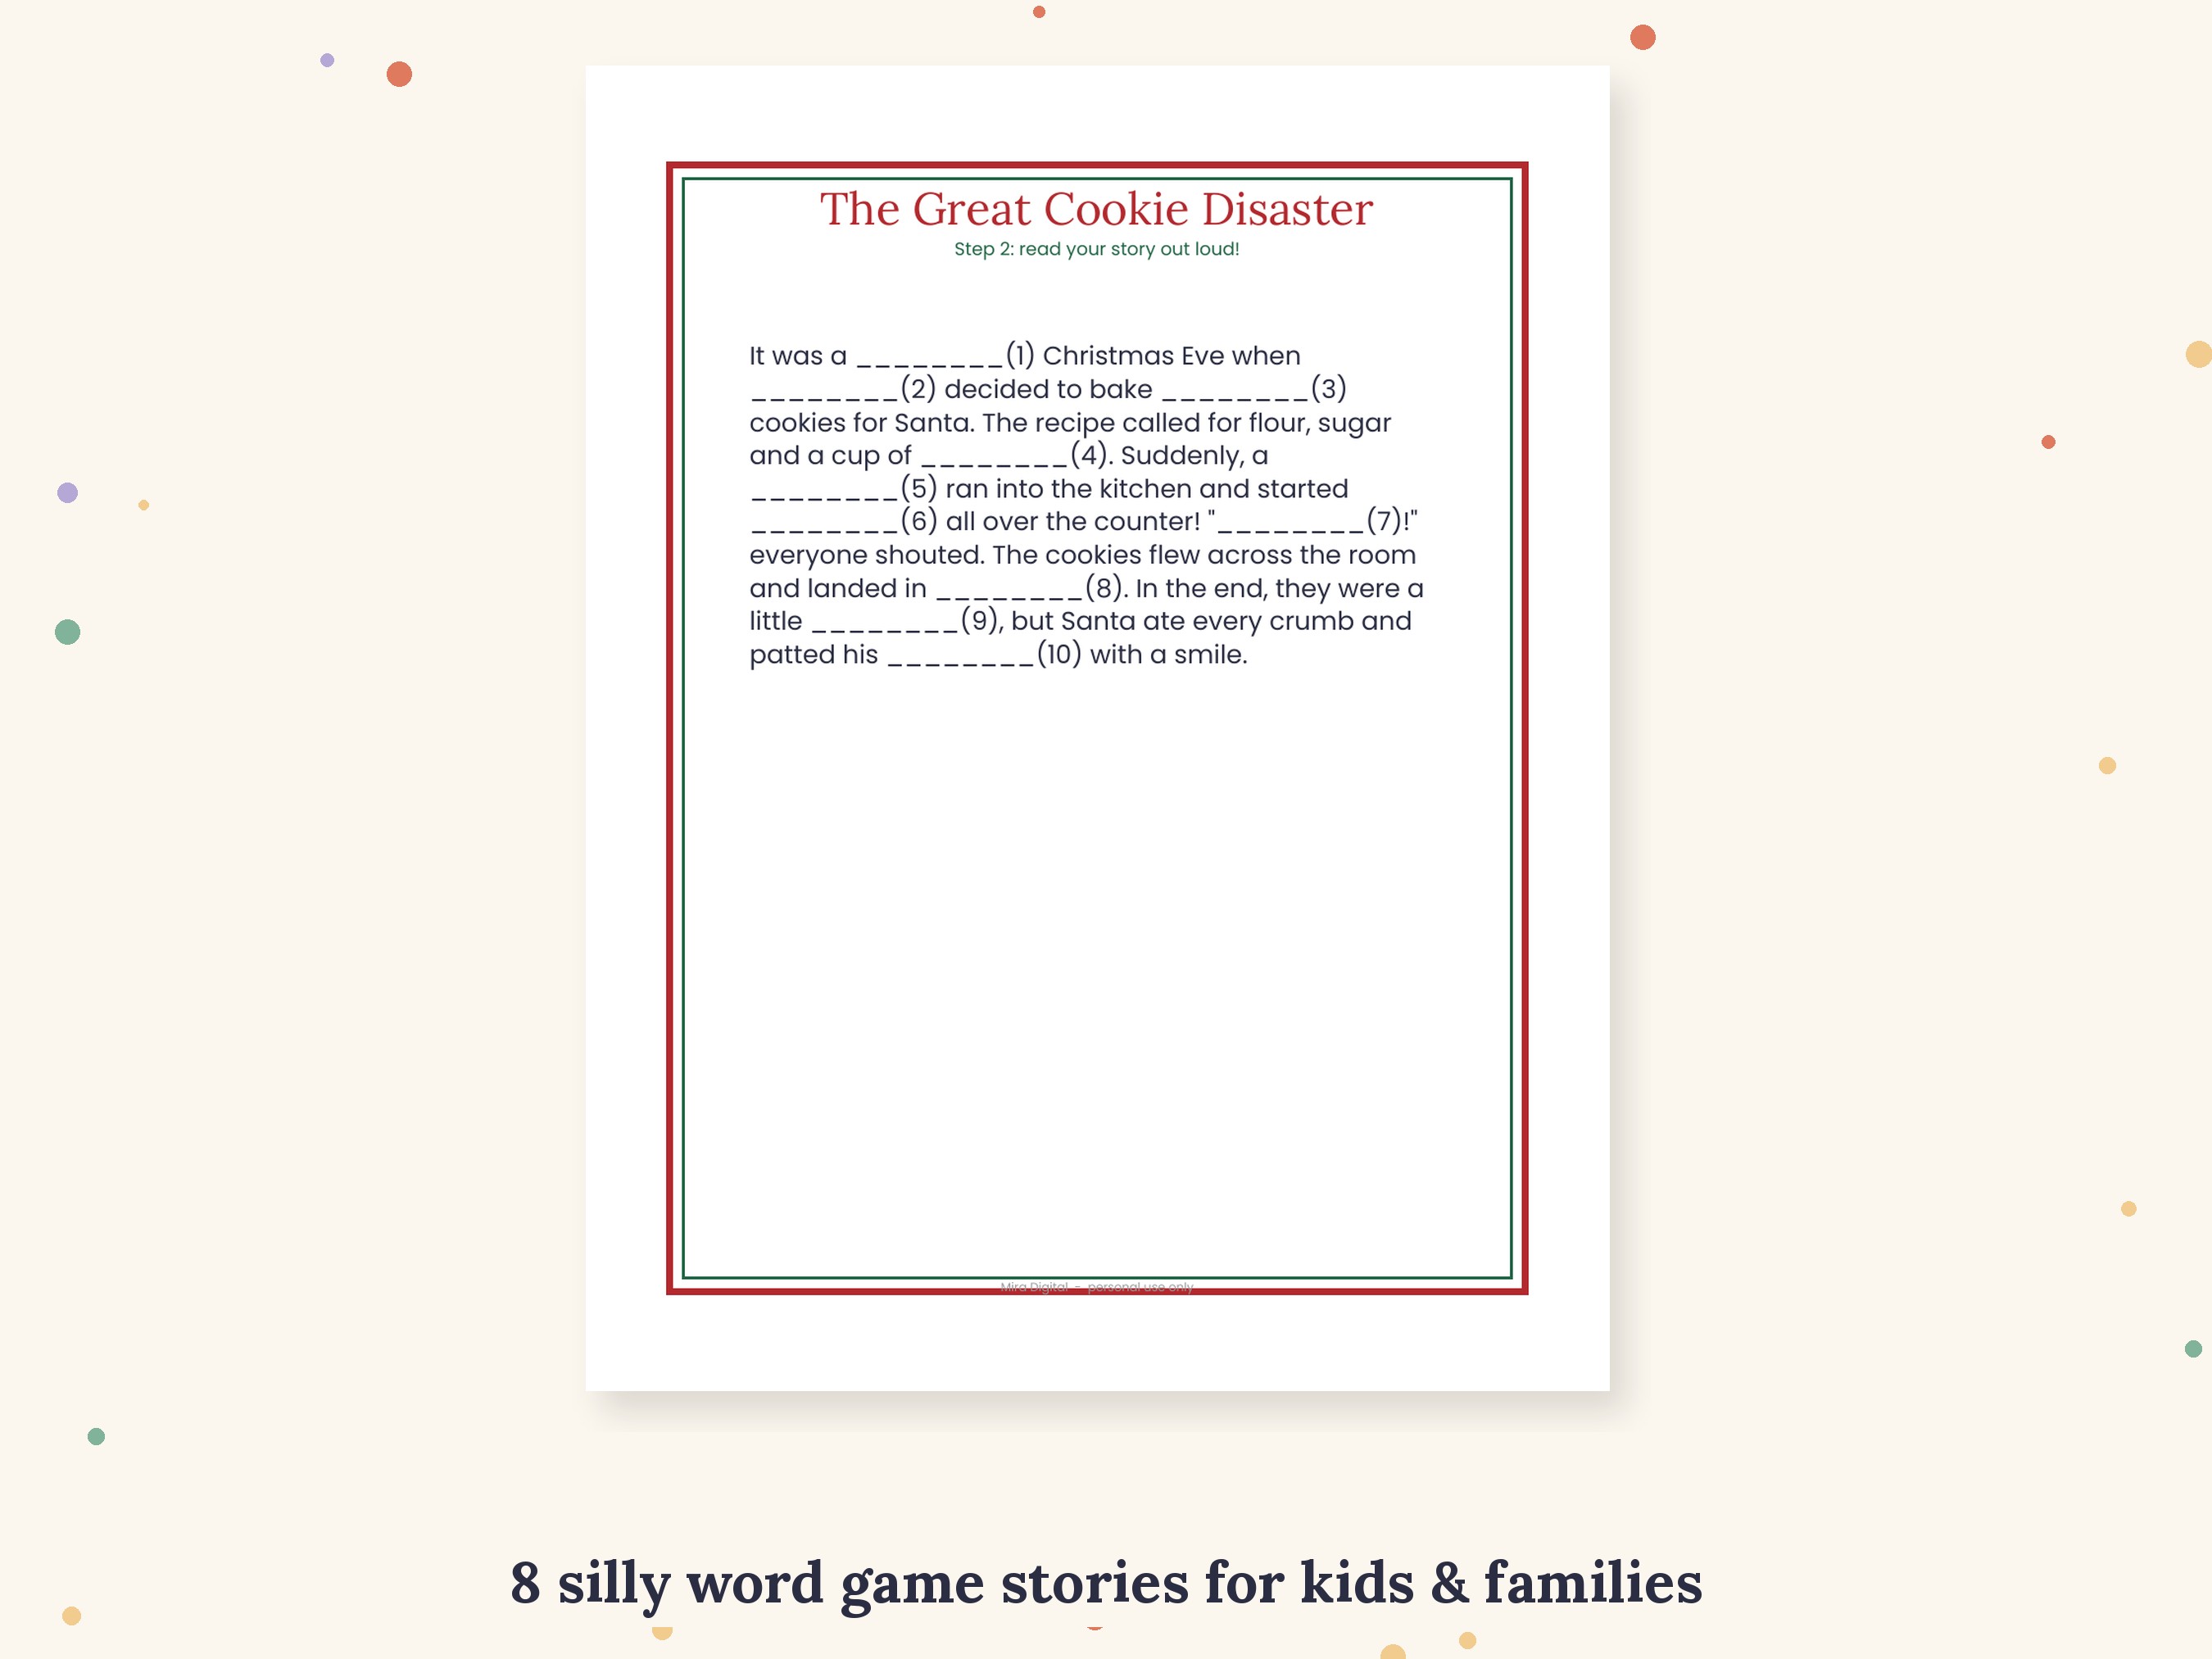 The Great Cookie Disaster
Step 2: read your story out loud!
It was a ________(1) Christmas Eve when
________(2) decided to bake ________(3)
cookies for Santa. The recipe called for flour, sugar
and a cup of ________(4). Suddenly, a
________(5) ran into the kitchen and started
________(6) all over the counter! "________(7)!"
everyone shouted. The cookies flew across the room
and landed in ________(8). In the end, they were a
little ________(9), but Santa ate every crumb and
patted his ________(10) with a smile.
Mira Digital - personal use only
8 silly word game stories for kids & families